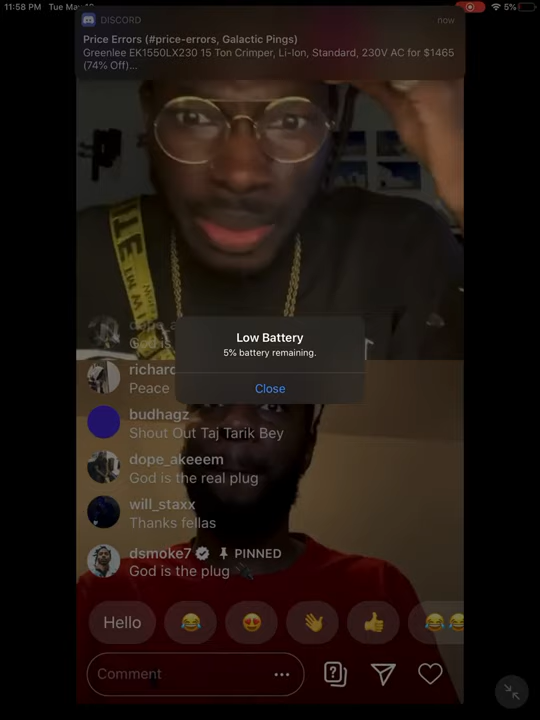 11:58 PM Tue May
5%
DISCORD
now
Price Errors (#price-errors, Galactic Pings)
Greenlee EK1550LX230 15 Ton Crimper, Li-Ion, Standard, 230V AC for $1465
(74% Off)...
Low Battery
5% battery remaining.
Close
richard
Peace
budhagz
Shout Out Taj Tarik Bey
dope_akeeem
God is the real plug
will_staxx
Thanks fellas
dsmoke7 PINNED
God is the plug
Hello
Comment